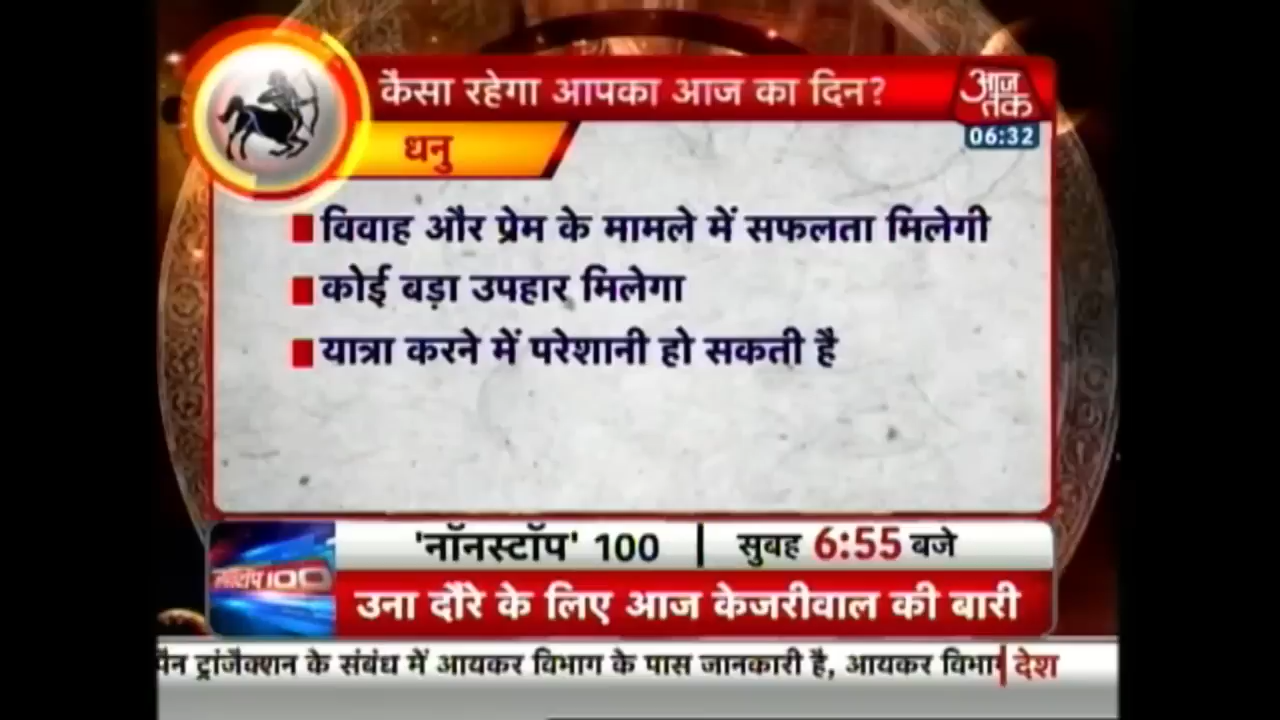 कैसा रहेगा आपका आज का दिन?
आज
तक
06:32
धनु
विवाह और प्रेम के मामले में सफलता मिलेगी
कोई बड़ा उपहार मिलेगा
यात्रा करने में परेशानी हो सकती है
'नॉनस्टॉप' 100 | सुबह 6:55 बजे
100
उना दौरे के लिए आज केजरीवाल की बारी
ट्रांजैक्शन के संबंध में आयकर विभाग के पास जानकारी है, आयकर देश